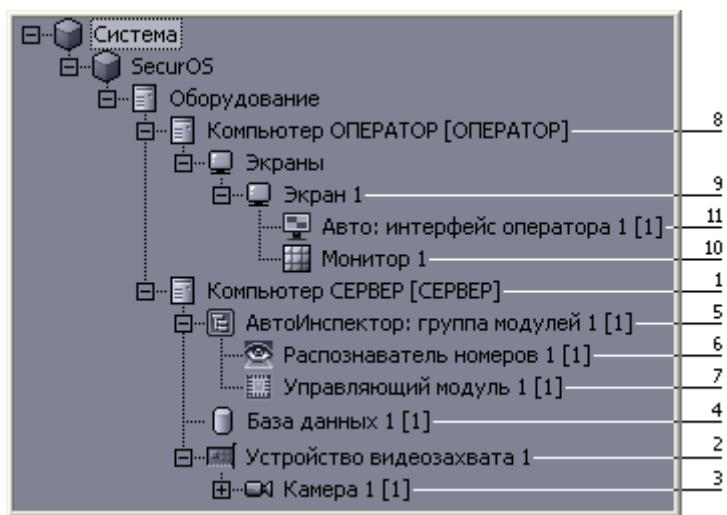 Система
SecurOS
Оборудование
Компьютер ОПЕРАТОР [ОПЕРАТОР] 8
Экраны
Экран 1 9
Авто: интерфейс оператора 1 [1] 11
Монитор 1 10
Компьютер СЕРВЕР [СЕРВЕР] 1
АвтоИнспектор: группа модулей 1 [1] 5
Распознаватель номеров 1 [1] 6
Управляющий модуль 1 [1] 7
База данных 1 [1] 4
Устройство видеозахвата 1 2
Камера 1 [1] 3